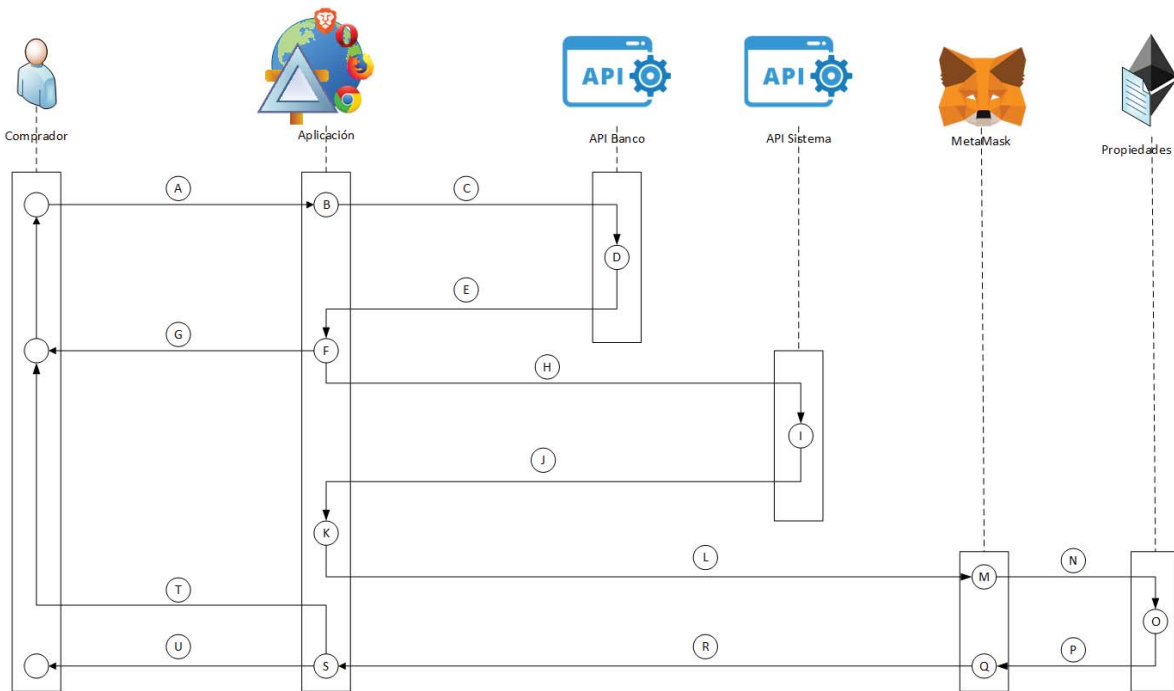 API
API
Comprador
Aplicación
API Banco
API Sistema
MetaMask
Propiedades
A
C
B
D
E
G
F
H
I
J
K
L
M
N
T
O
U
S
R
Q
P